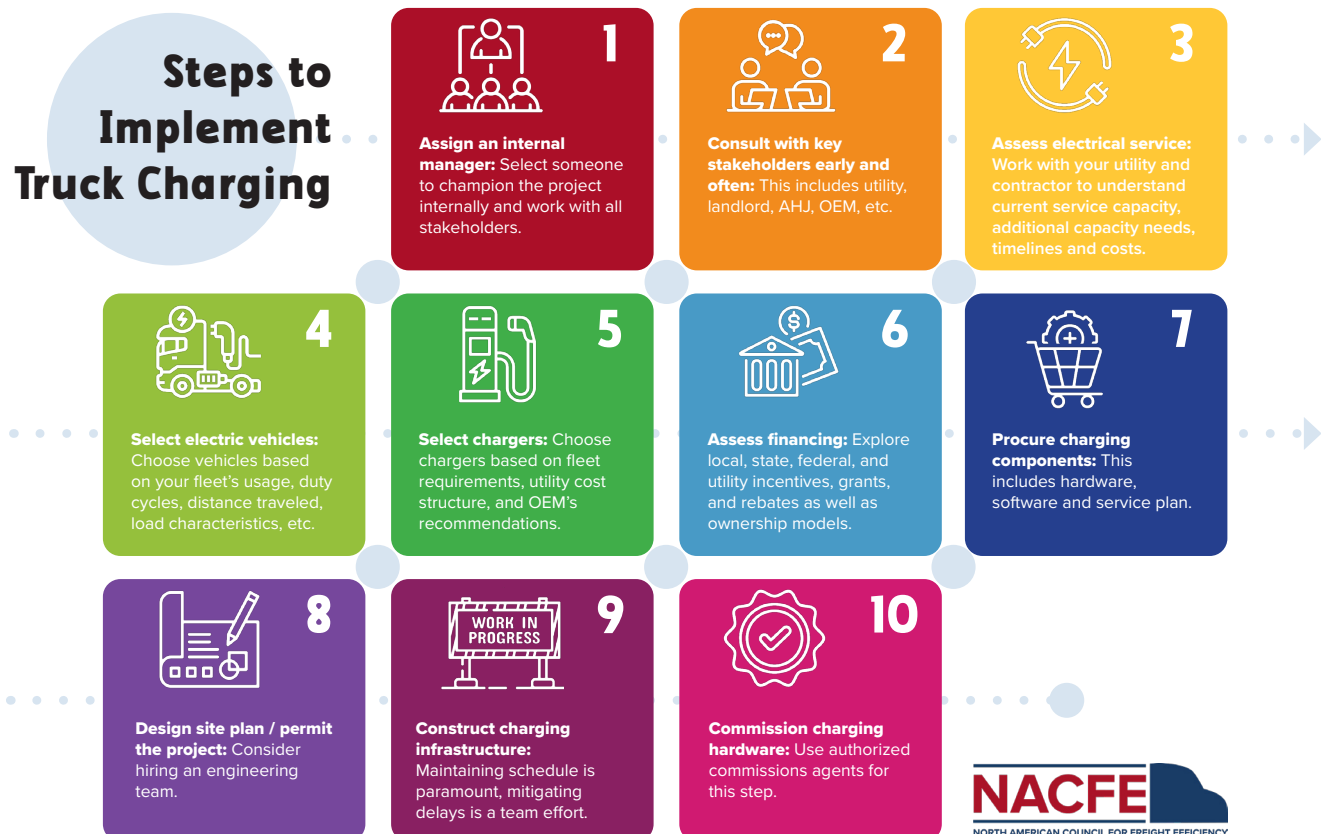 Steps to
Implement
Truck Charging
1
Assign an internal
manager: Select someone
to champion the project
internally and work with all
stakeholders.
2
Consult with key
stakeholders early and
often: This includes utility,
landlord, AHJ, OEM, etc.
3
Assess electrical service:
Work with your utility and
contractor to understand
current service capacity,
additional capacity needs,
timelines and costs.
4
Select electric vehicles:
Choose vehicles based
on your fleet's usage, duty
cycles, distance traveled,
load characteristics, etc.
5
Select chargers: Choose
chargers based on fleet
requirements, utility cost
structure, and OEM's
recommendations.
6
$
Assess financing: Explore
local, state, federal, and
utility incentives, grants,
and rebates as well as
ownership models.
7
Procure charging
components: This
includes hardware,
software and service plan.
8
Design site plan / permit
the project: Consider
hiring an engineering
team.
9
WORK IN
PROGRESS
Construct charging
infrastructure:
Maintaining schedule is
paramount, mitigating
delays is a team effort.
10
Commission charging
hardware: Use authorized
commissions agents for
this step.
NACFE
NORTH AMERICAN COUNCIL FOR FREIGHT EFFICIENCY